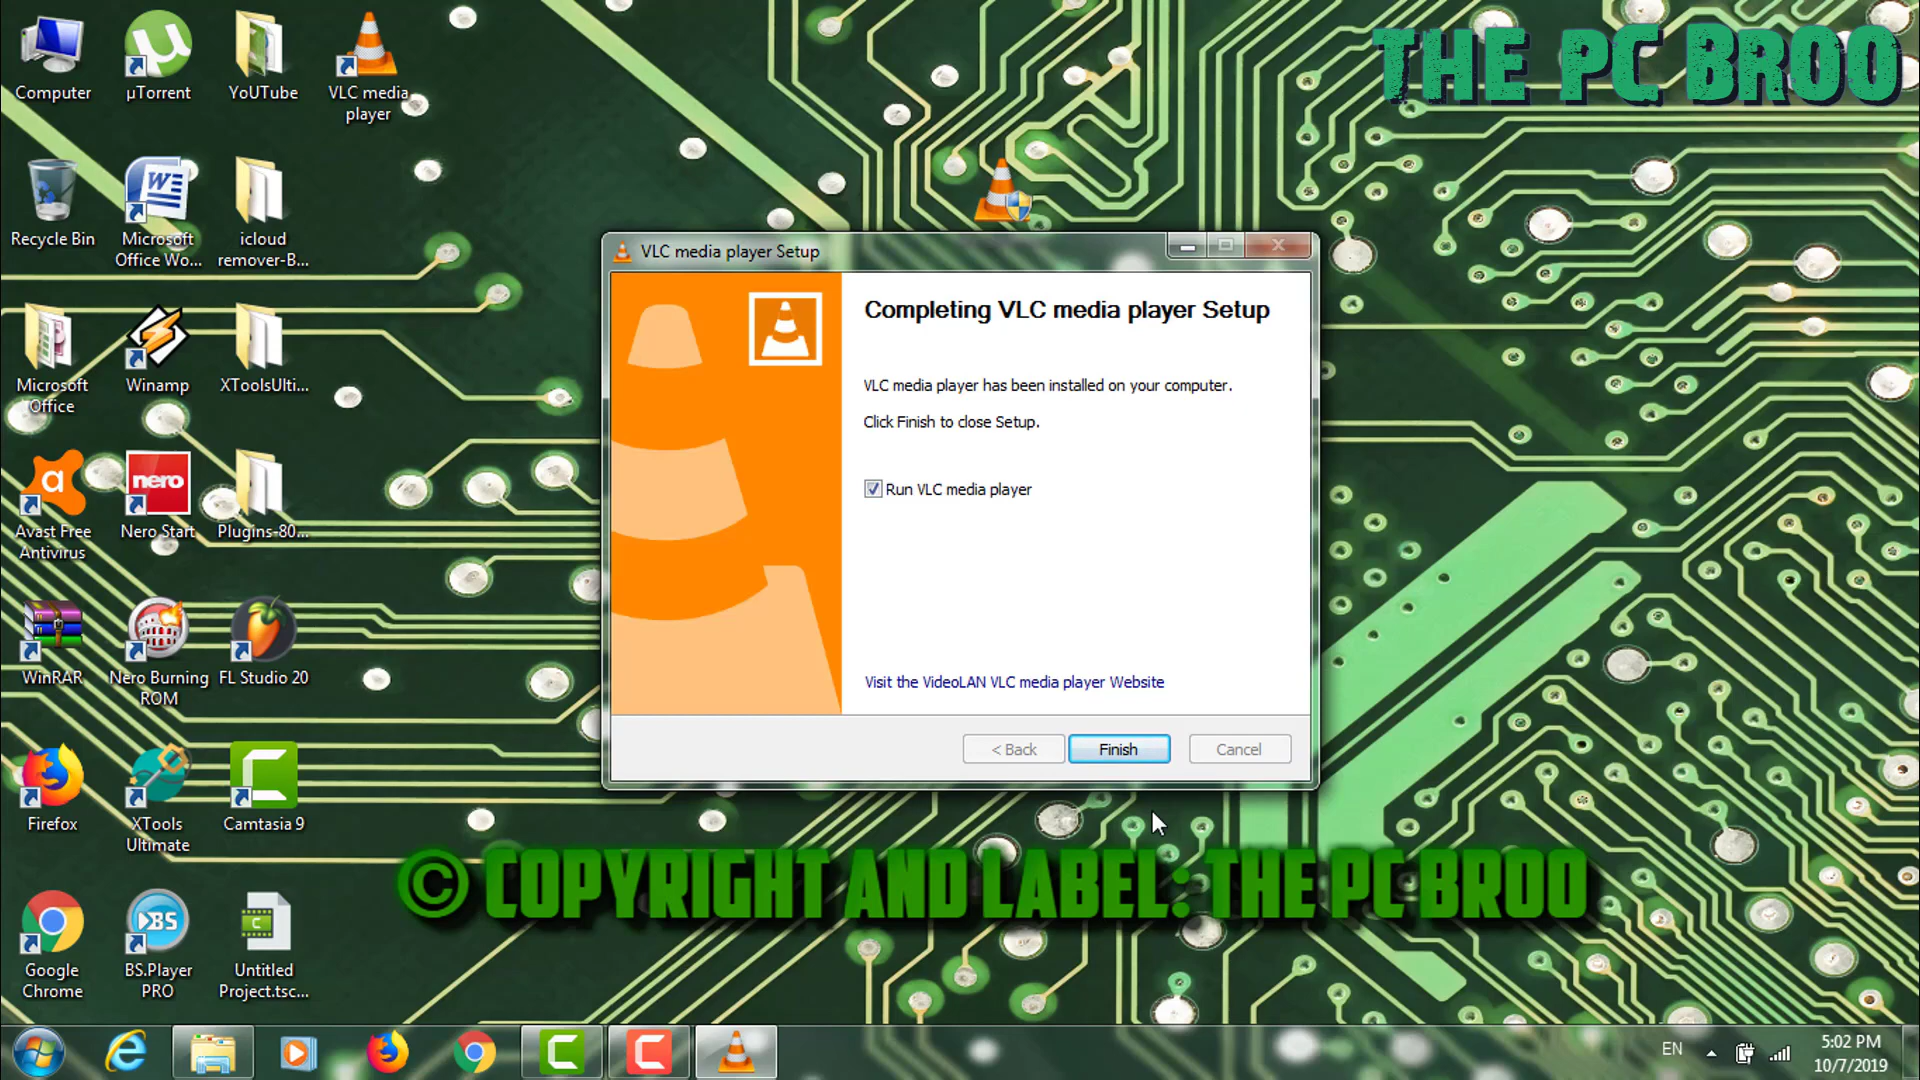 Computer
µTorrent
YoUTube
VLC media
player
THE PC BROO
Recycle Bin
Microsoft
Office Wo...
icloud
remover-B...
Microsoft
Office
Winamp
XToolsUlti...
Avast Free
Antivirus
nero
Nero Start
Plugins-80...
WinRAR
Nero Burning
ROM
FL Studio 20
Firefox
XTools
Ultimate
Camtasia 9
Google
Chrome
BS
BS.Player
PRO
Untitled
Project.tsc...
VLC media player Setup
Completing VLC media player Setup
VLC media player has been installed on your computer.
Click Finish to close Setup.
Run VLC media player
Visit the VideoLAN VLC media player Website
< Back
Finish
Cancel
© COPYRIGHT AND LABEL: THE PC BROO
EN
5:02 PM
10/7/2019